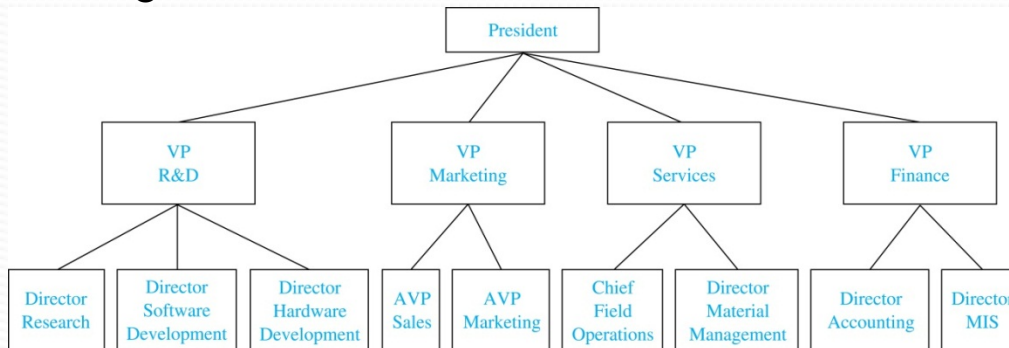 President
VP
R&D
VP
Marketing
VP
Services
VP
Finance
Director
Research
Director
Software
Development
Director
Hardware
Development
AVP
Sales
AVP
Marketing
Chief
Field
Operations
Director
Material
Management
Director
Accounting
Director
MIS